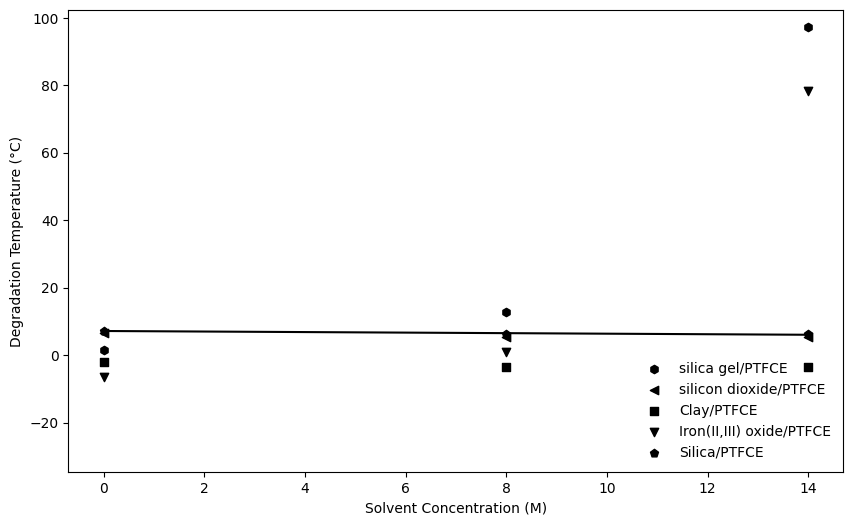 100
80
60
40
20
0
−20
Degradation Temperature (°C)
silica gel/PTFCE
silicon dioxide/PTFCE
Clay/PTFCE
Iron(II,III) oxide/PTFCE
Silica/PTFCE
0 2 4 6 8 10 12 14
Solvent Concentration (M)